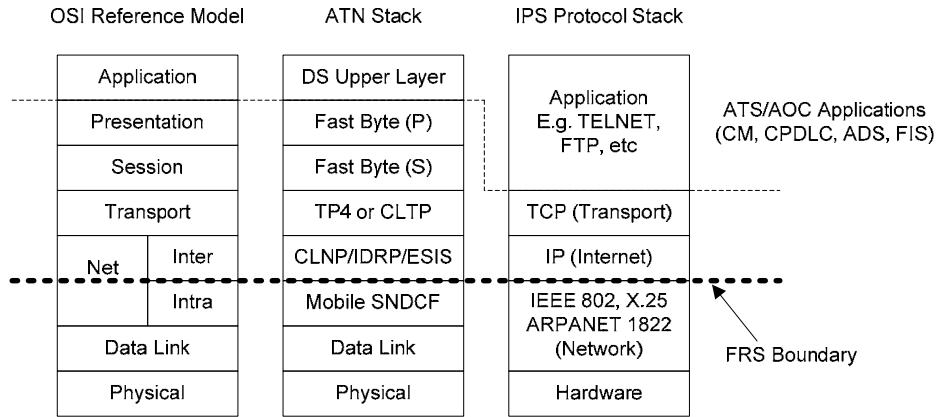 OSI Reference Model
ATN Stack
IPS Protocol Stack
Application
Presentation
Session
Transport
Net
Inter
Intra
Data Link
Physical
DS Upper Layer
Fast Byte (P)
Fast Byte (S)
TP4 or CLTP
CLNP/IDRP/ESIS
Mobile SNDCF
Data Link
Physical
Application
E.g. TELNET,
FTP, etc
TCP (Transport)
IP (Internet)
IEEE 802, X.25
ARPANET 1822
(Network)
Hardware
ATS/AOC Applications
(CM, CPDLC, ADS, FIS)
FRS Boundary